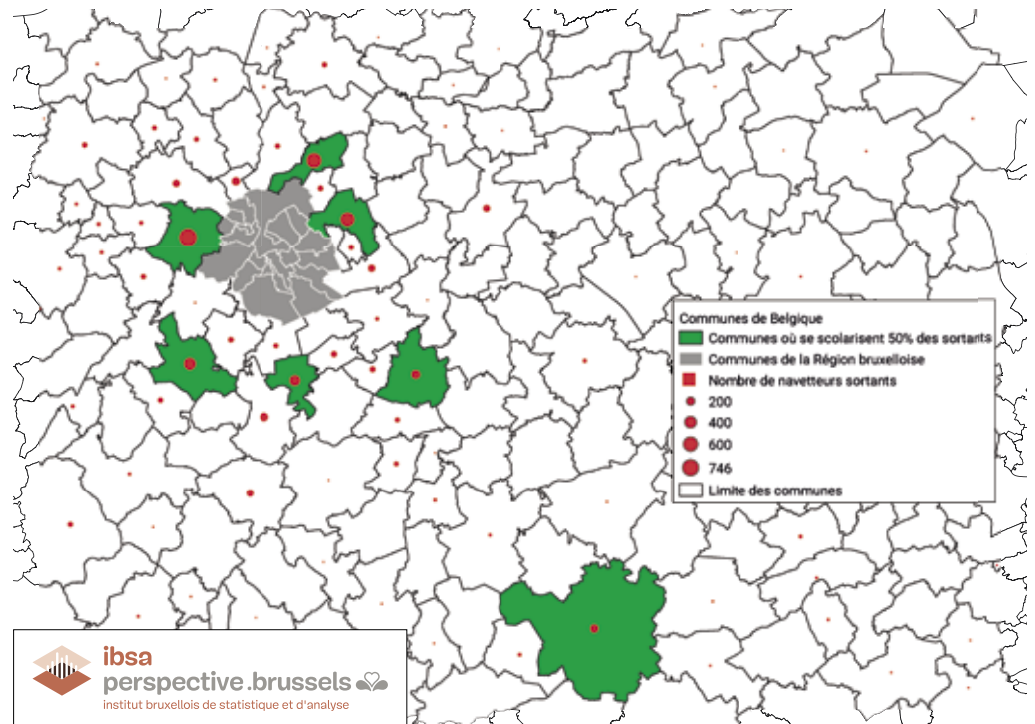 Communes de Belgique
Communes où se scolarisent 50% des sortants
Communes de la Région bruxelloise
Nombre de navetteurs sortants
200
400
600
746
Limite des communes
ibsa
perspective.brussels
institut bruxellois de statistique et d'analyse